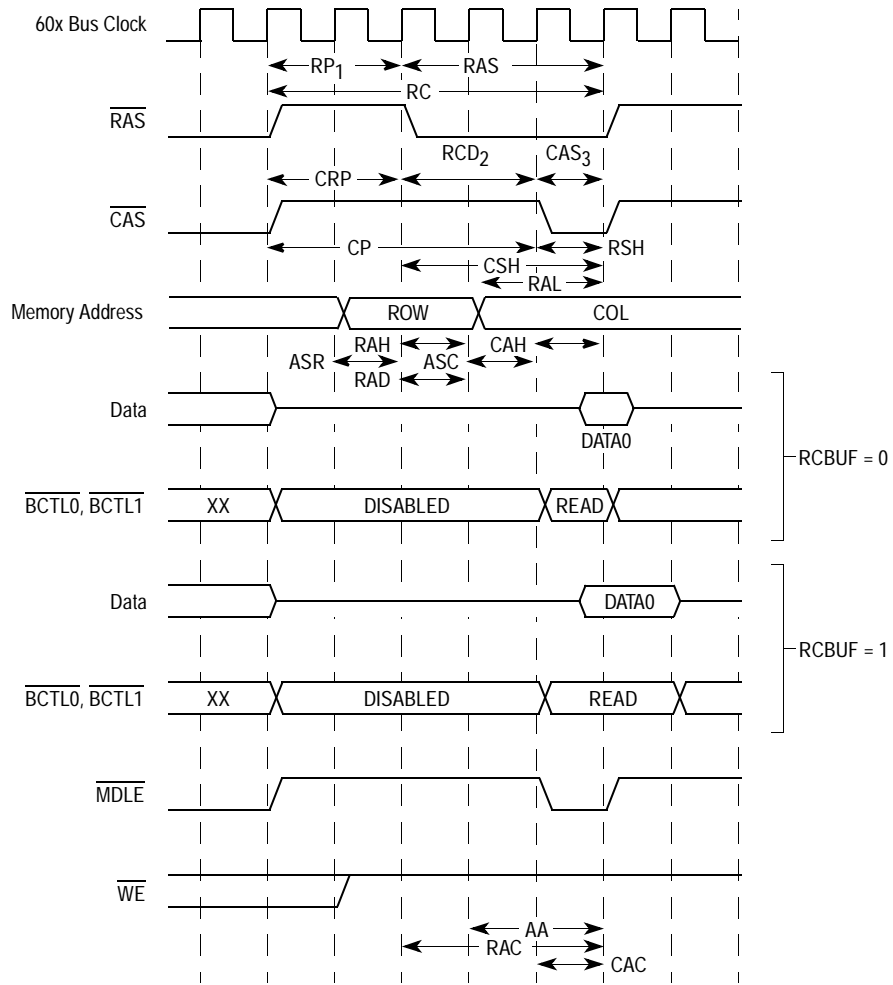 60x Bus Clock
RP1 RAS
RC
RAS
RCD2 CAS3
CRP
CAS
CP RSH
CSH
RAL
Memory Address ROW COL
RAH CAH
ASR ASC
RAD
Data
DATA0
RCBUF = 0
BCTL0, BCTL1 XX DISABLED READ
Data DATA0
RCBUF = 1
BCTL0, BCTL1 XX DISABLED READ
MDLE
WE
AA
RAC
CAC